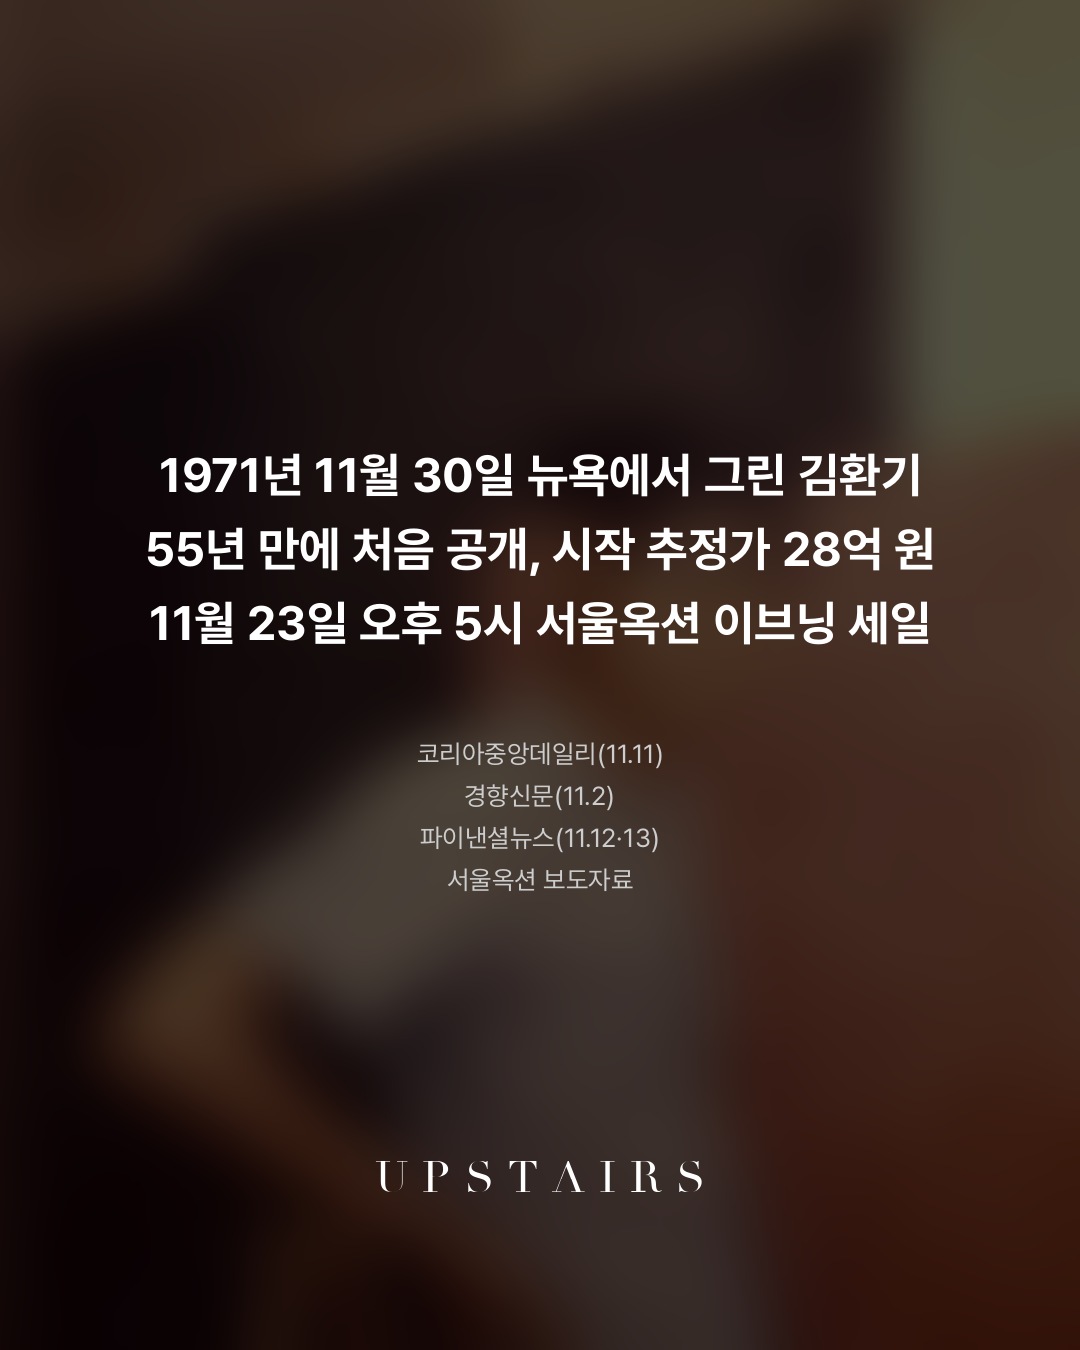 1971년 11월 30일 뉴욕에서 그린 김환기
55년 만에 처음 공개, 시작 추정가 28억 원
11월 23일 오후 5시 서울옥션 이브닝 세일
코리아중앙데일리(11.11)
경향신문(11.2)
파이낸셜뉴스(11.12·13)
서울옥션 보도자료
UPSTAIRS